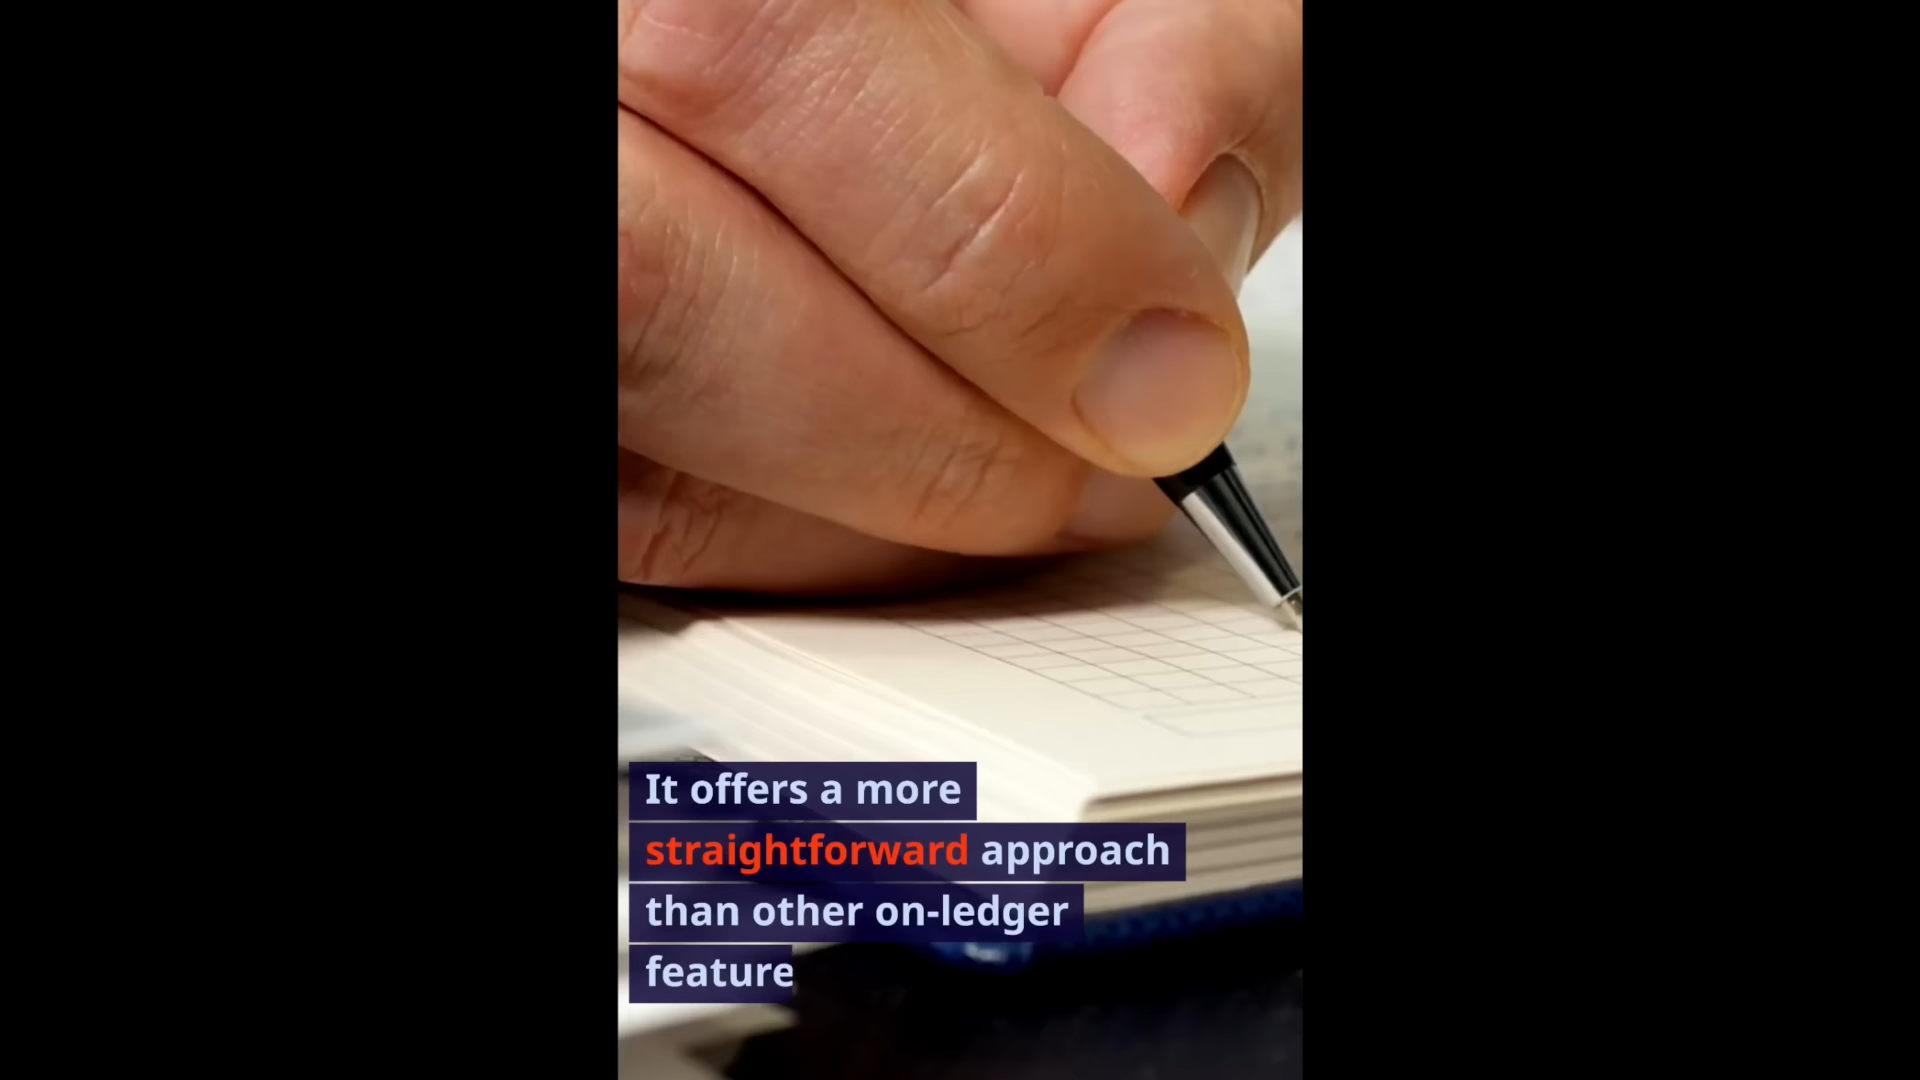 It offers a more
straightforward approach
than other on-ledger
feature